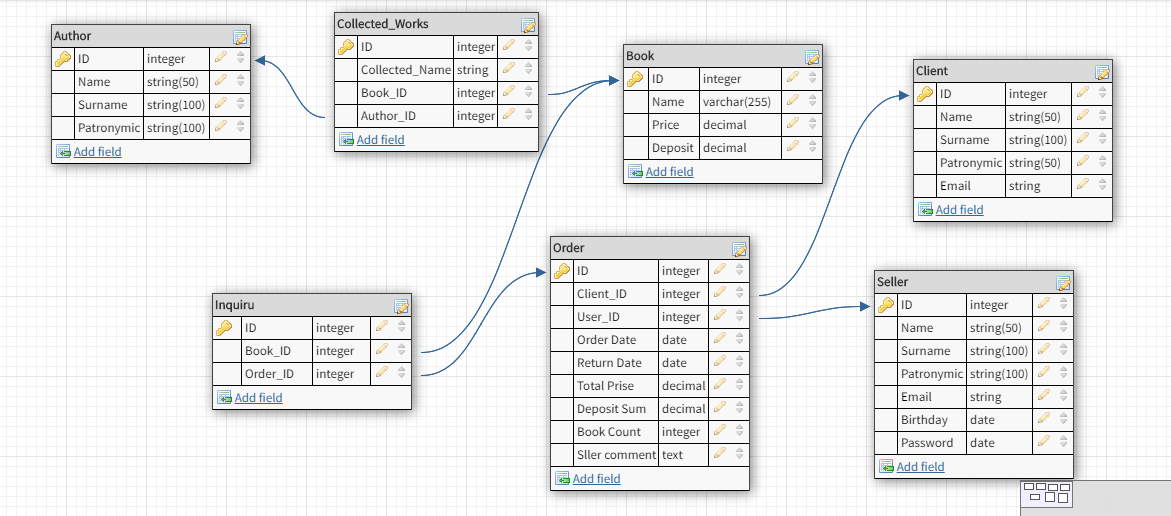 Author
ID integer
Name string(50)
Surname string(100)
Patronymic string(100)
Add field
Collected_Works
ID integer
Collected_Name string
Book_ID integer
Author_ID integer
Add field
Book
ID integer
Name varchar(255)
Price decimal
Deposit decimal
Add field
Client
ID integer
Name string(50)
Surname string(100)
Patronymic string(50)
Email string
Add field
Inquiru
ID integer
Book_ID integer
Order_ID integer
Add field
Order
ID integer
Client_ID integer
User_ID integer
Order Date date
Return Date date
Total Prise decimal
Deposit Sum decimal
Book Count integer
Sller comment text
Add field
Seller
ID integer
Name string(50)
Surname string(100)
Patronymic string(100)
Email string
Birthday date
Password date
Add field